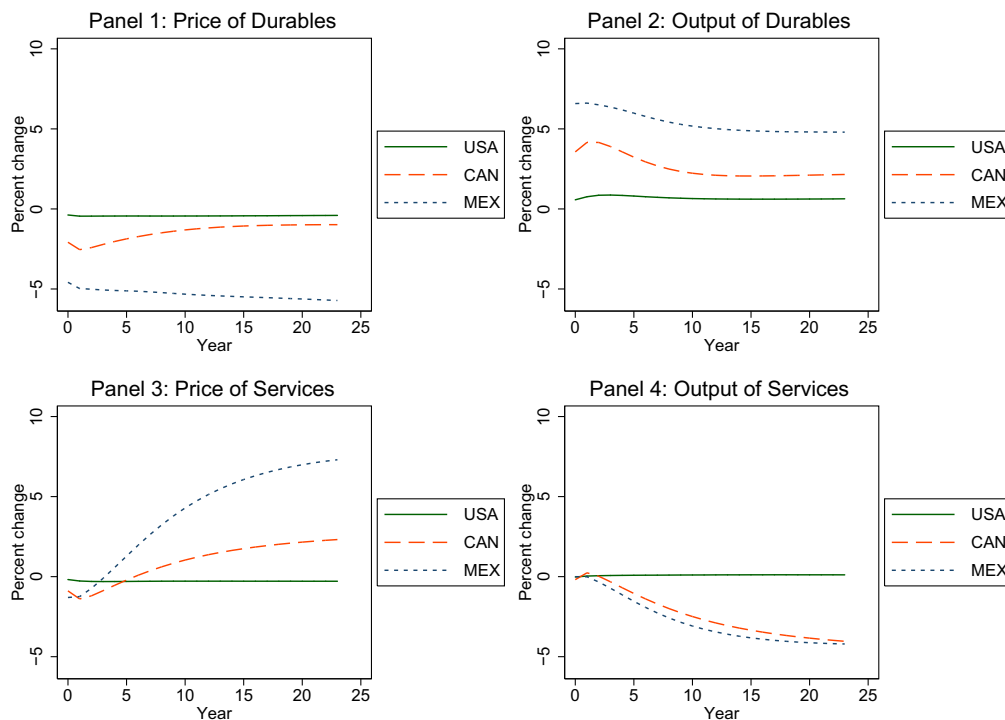 Panel 1: Price of Durables
Percent change
10
5
0
−5
0 5 10 15 20 25
Year
USA
CAN
MEX
Panel 2: Output of Durables
Percent change
10
5
0
−5
0 5 10 15 20 25
Year
USA
CAN
MEX
Panel 3: Price of Services
Percent change
10
5
0
−5
0 5 10 15 20 25
Year
USA
CAN
MEX
Panel 4: Output of Services
Percent change
10
5
0
−5
0 5 10 15 20 25
Year
USA
CAN
MEX